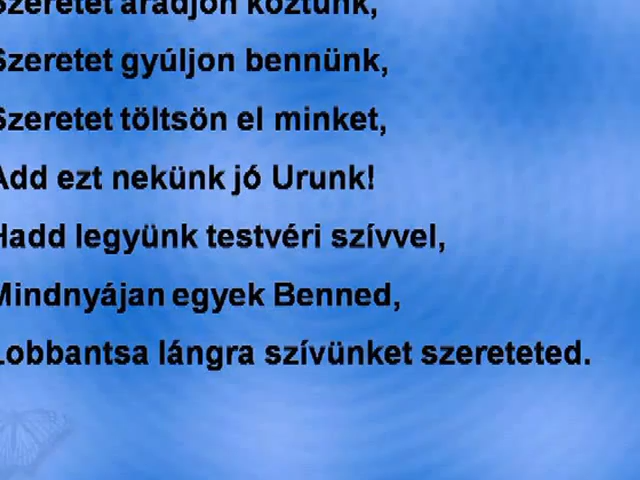 Szeretet áradjon köztünk,
Szeretet gyúljon bennünk,
Szeretet töltsön el minket,
Add ezt nekünk jó Urunk!
Hadd legyünk testvéri szívvel,
Mindnyájan egyek Benned,
Lobbantsa lángra szívünket szereteted.